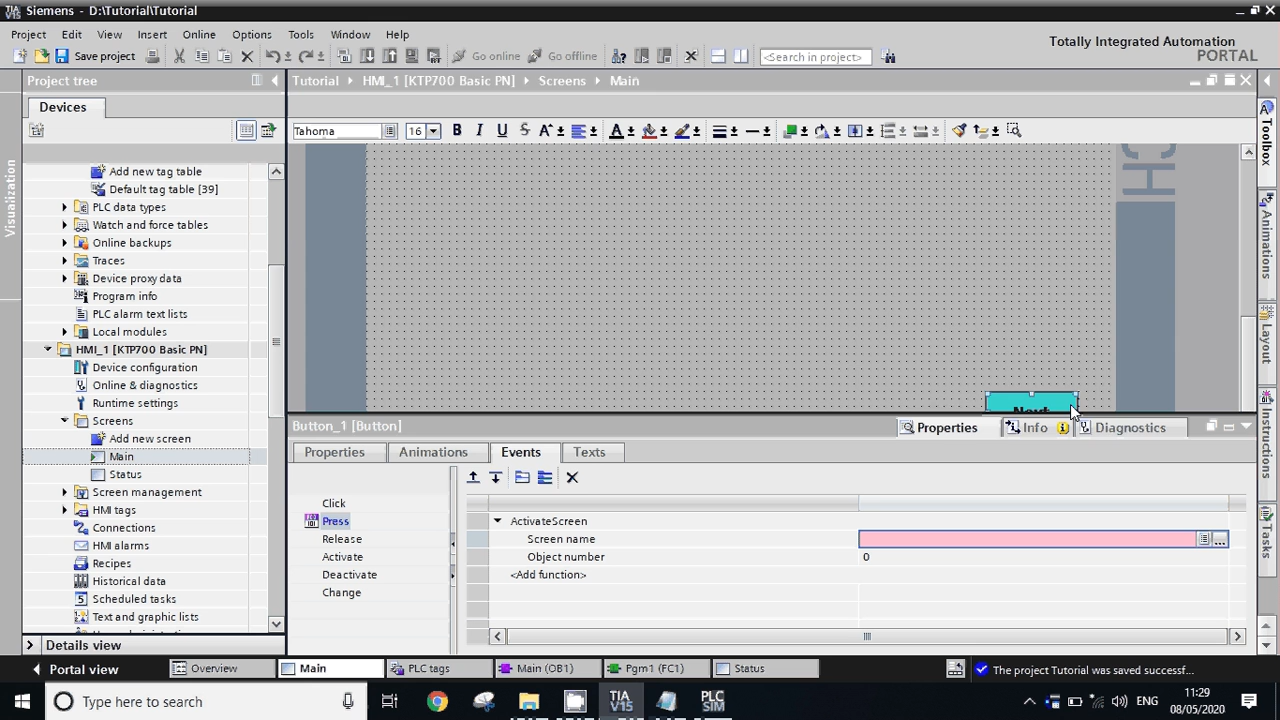 TIA V15 Siemens - D:\Tutorial\Tutorial
Project Edit View Insert Online Options Tools Window Help
Totally Integrated Automation
PORTAL
Save project Go online Go offline <Search in project>
Project tree
Tutorial HMI_1 [KTP700 Basic PN] Screens Main
Devices
Tahoma 16 B I U S A A
Visualization
Add new tag table
Default tag table [39]
PLC data types
Watch and force tables
Online backups
Traces
Device proxy data
Program info
PLC alarm text lists
Local modules
HMI_1 [KTP700 Basic PN]
Device configuration
Online & diagnostics
Runtime settings
Screens
Add new screen
Main
Status
Screen management
HMI tags
Connections
HMI alarms
Recipes
Historical data
Scheduled tasks
Text and graphic lists
Details view
CH
Next
Button_1 [Button]
Properties Info Diagnostics
Properties Animations Events Texts
Click
Press
Release
Activate
Deactivate
Change
ActivateScreen
Screen name
Object number 0
<Add function>
Toolbox
Animations
Layout
Instructions
Tasks
Portal view Overview Main PLC tags Main (OB1) Pgm1 (FC1) Status The project Tutorial was saved successf...
Type here to search
TIA V15
PLC SIM
ENG
11:29
08/05/2020